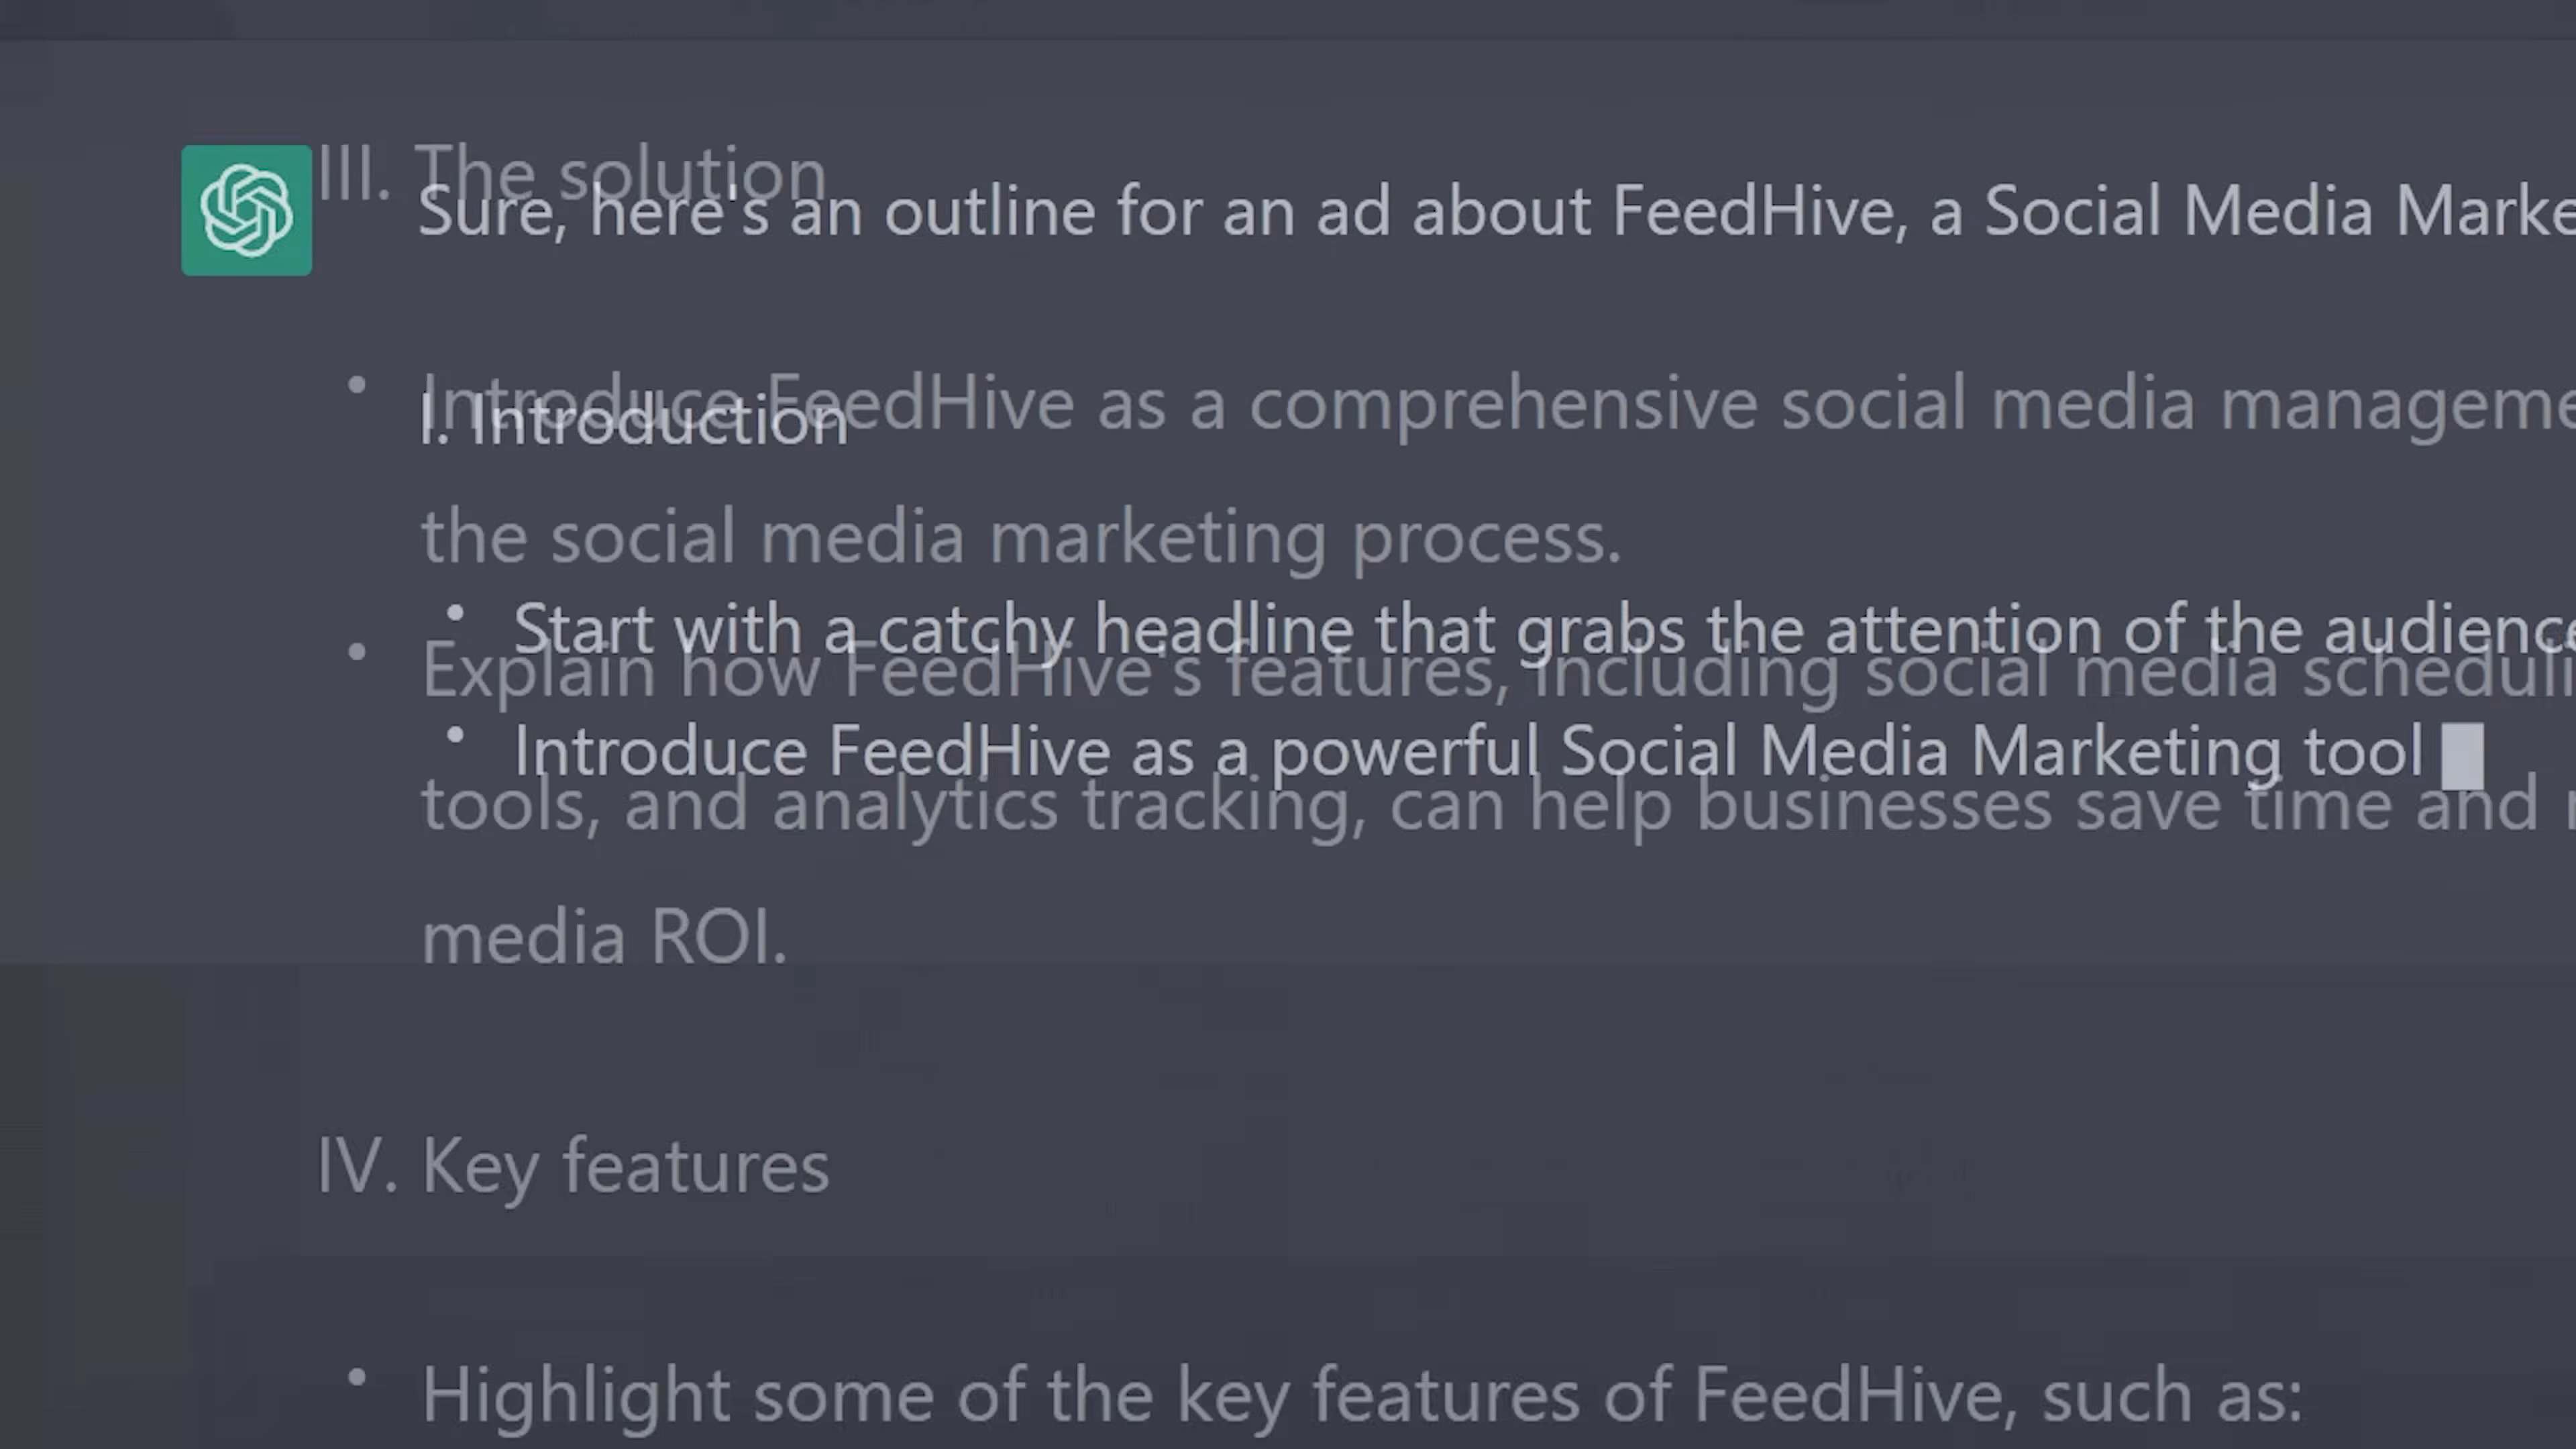 III. The solution
Sure, here's an outline for an ad about FeedHive, a Social Media
• Introduce FeedHive as a comprehensive social media
I. Introduction
the social media marketing process.
• Start with a catchy headline that grabs the attention of the
• Explain how FeedHive's features, including social media
• Introduce FeedHive as a powerful Social Media Marketing tool
tools, and analytics tracking, can help businesses save time and
media ROI.
IV. Key features
• Highlight some of the key features of FeedHive, such as: